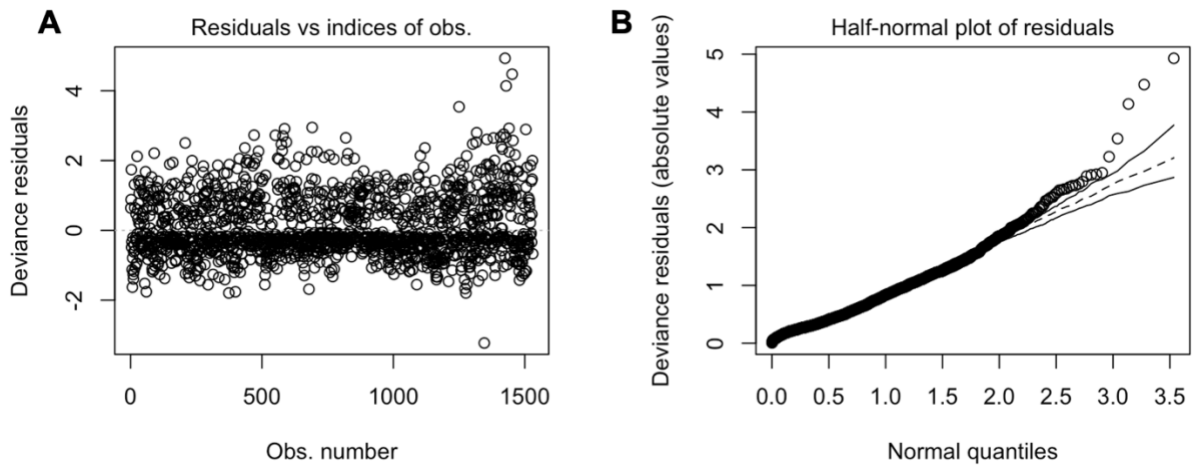 A
Residuals vs indices of obs.
Deviance residuals
4
2
0
-2
0
500
1000
1500
Obs. number
B
Half-normal plot of residuals
Deviance residuals (absolute values)
5
4
3
2
1
0
0.0
0.5
1.0
1.5
2.0
2.5
3.0
3.5
Normal quantiles